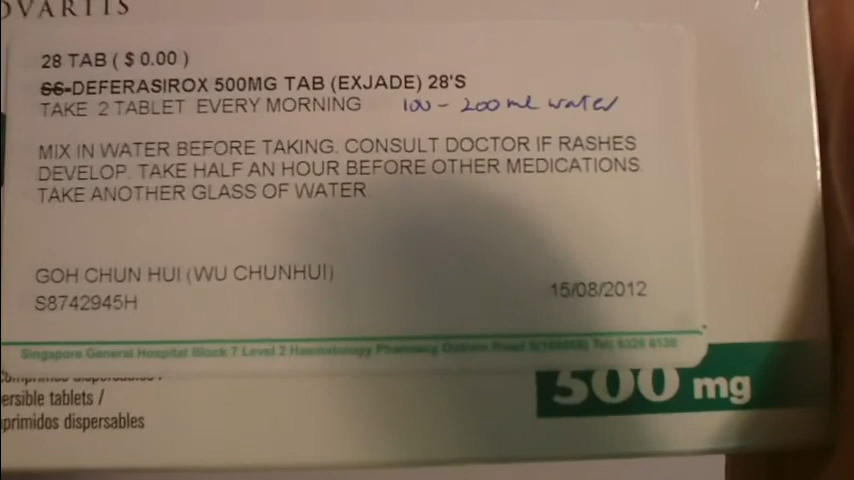 OVARTIS
28 TAB ( $ 0.00 )
SS-DEFERASIROX 500MG TAB (EXJADE) 28'S
TAKE 2 TABLET EVERY MORNING 100 - 200 ml water
MIX IN WATER BEFORE TAKING. CONSULT DOCTOR IF RASHES
DEVELOP. TAKE HALF AN HOUR BEFORE OTHER MEDICATIONS
TAKE ANOTHER GLASS OF WATER
GOH CHUN HUI (WU CHUNHUI)
S8742945H 15/08/2012
Singapore General Hospital Block 7 Level 2 Haematology Pharmacy Outram Road Tel:
500 mg
ersible tablets /
primidos dispersables